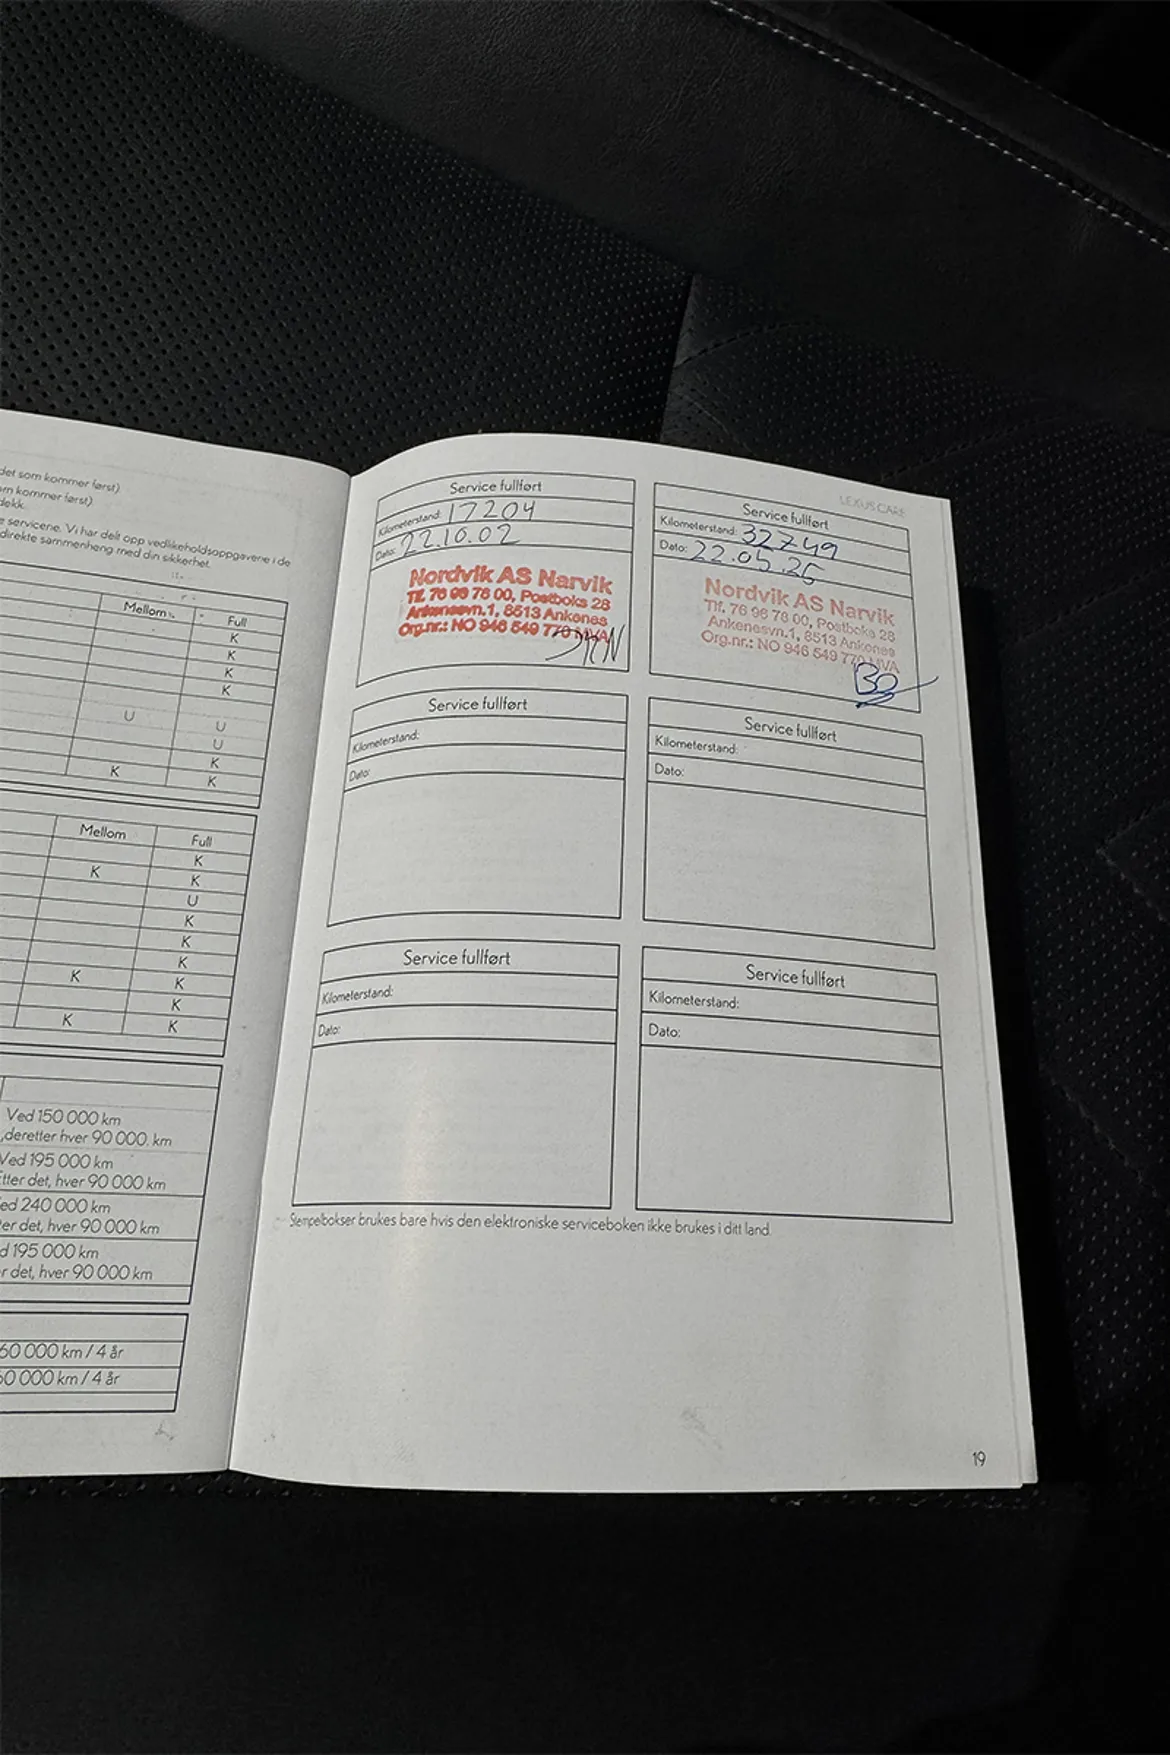 det som kommer først)
om kommer først)
dekk.
e servicene. Vi har delt opp vedlikeholdsoppgavene i de
direkte sammenheng med din sikkerhet.
Mellom Full
K
K
K
K
U U
U
K
K K
Mellom Full
K
K K
U
K
K
K
K K
K
K K
Ved 150 000 km
,deretter hver 90 000. km
Ved 195 000 km
Etter det, hver 90 000 km
ed 240 000 km
er det, hver 90 000 km
d 195 000 km
r det, hver 90 000 km
60 000 km / 4 år
60 000 km / 4 år
LEXUS CARE
Service fullført
Kilometerstand: 17204
Dato: 22.10.02
Nordvik AS Narvik
Tlf. 76 96 78 00, Postboks 28
Ankenesvn.1, 8513 Ankenes
Org.nr.: NO 946 549 770 MVA
Service fullført
Kilometerstand: 32749
Dato: 22.05.26
Nordvik AS Narvik
Tlf. 76 96 78 00, Postboks 28
Ankenesvn.1, 8513 Ankenes
Org.nr.: NO 946 549 770 MVA
Service fullført
Kilometerstand:
Dato:
Service fullført
Kilometerstand:
Dato:
Service fullført
Kilometerstand:
Dato:
Service fullført
Kilometerstand:
Dato:
Stempelbokser brukes bare hvis den elektroniske serviceboken ikke brukes i ditt land.
19